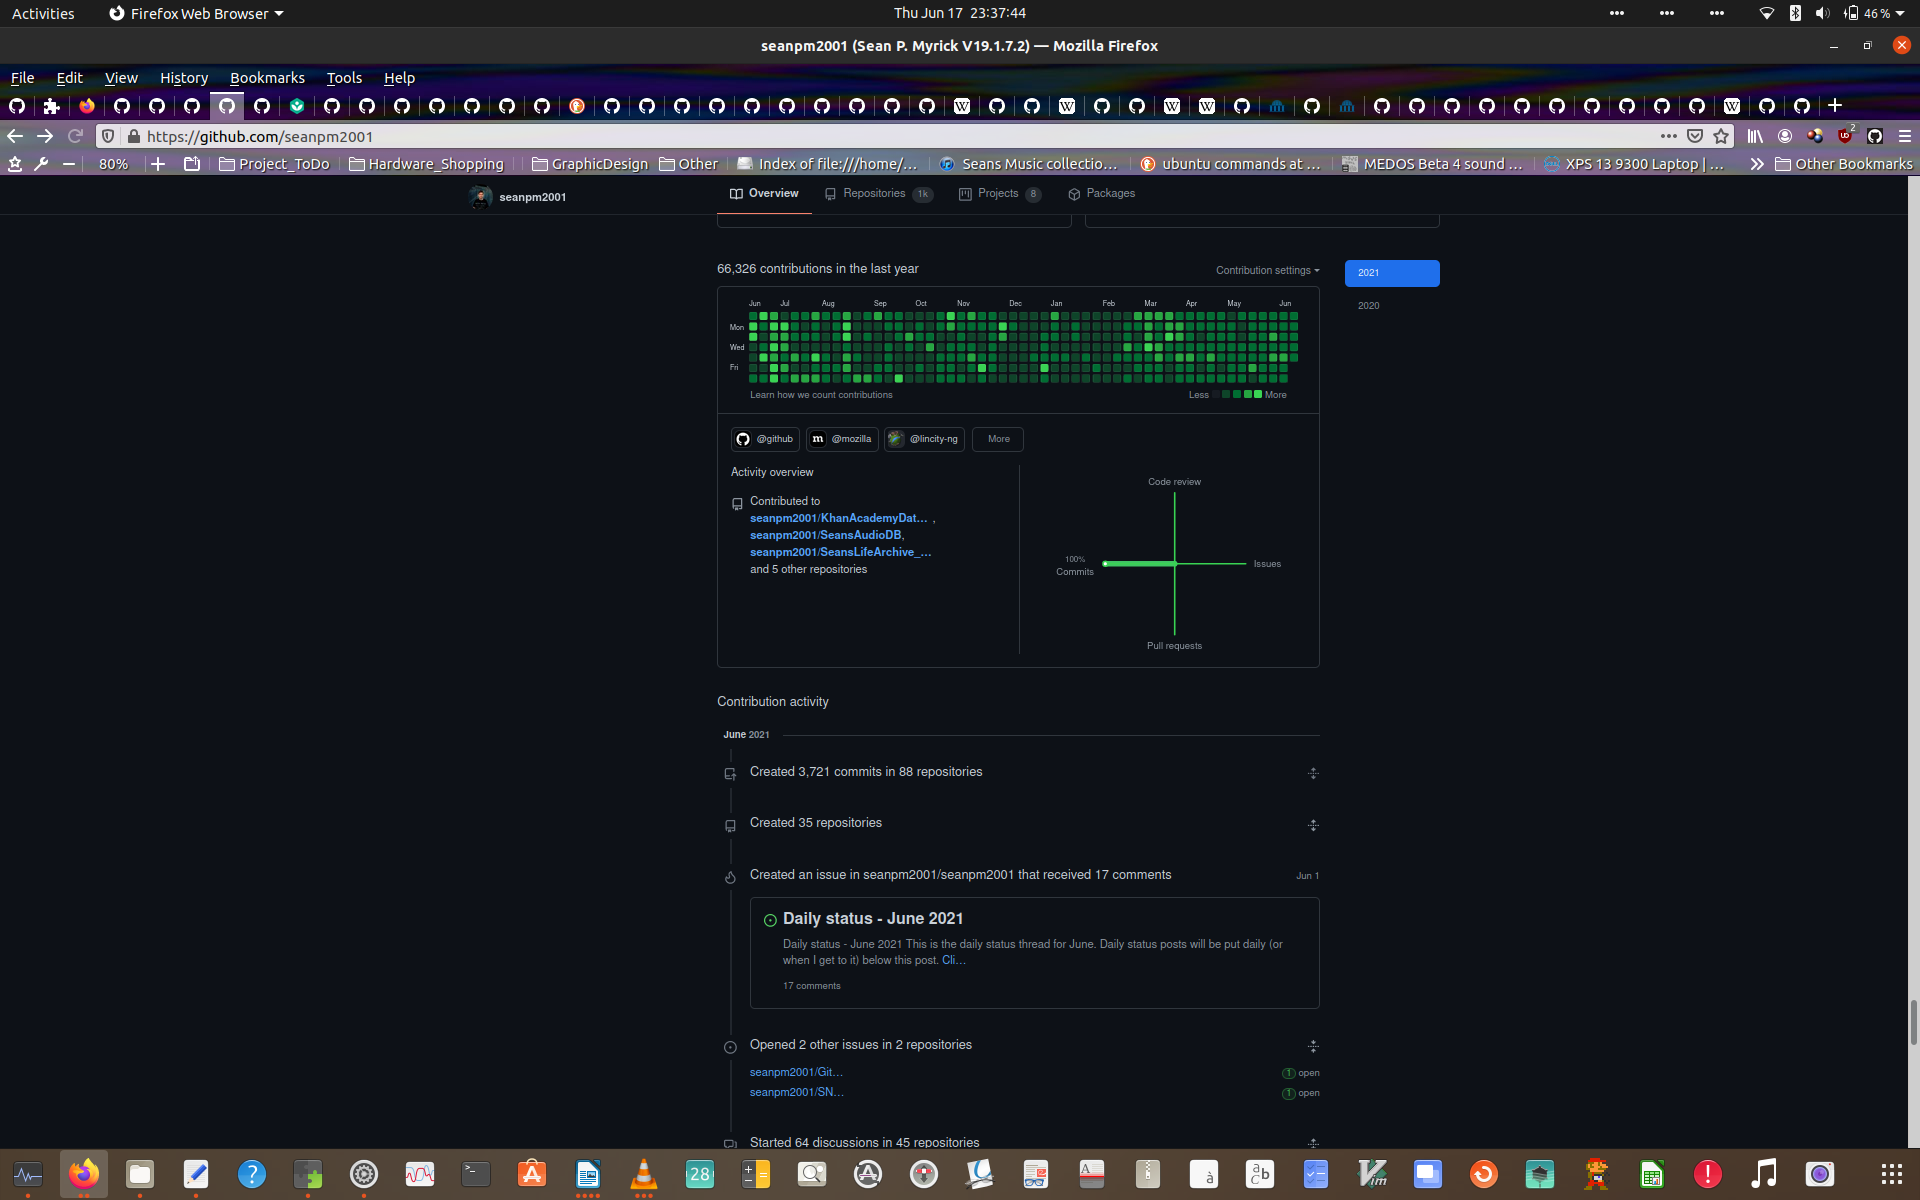 Activities
Firefox Web Browser
Thu Jun 17 23:37:44
46 %
seanpm2001 (Sean P. Myrick V19.1.7.2) — Mozilla Firefox
File Edit View History Bookmarks Tools Help
https://github.com/seanpm2001
2
80%
Project_ToDo
Hardware_Shopping
GraphicDesign
Other
Index of file:///home/…
Seans Music collectio…
ubuntu commands at …
MEDOS Beta 4 sound …
XPS 13 9300 Laptop | …
Other Bookmarks
seanpm2001
Overview
Repositories 1k
Projects 8
Packages
66,326 contributions in the last year
Contribution settings
2021
2020
Jun Jul Aug Sep Oct Nov Dec Jan Feb Mar Apr May Jun
Mon
Wed
Fri
Learn how we count contributions
Less More
@github
@mozilla
@lincity-ng
More
Activity overview
Contributed to
seanpm2001/KhanAcademyDat… ,
seanpm2001/SeansAudioDB,
seanpm2001/SeansLifeArchive_…
and 5 other repositories
Code review
100%
Commits
Issues
Pull requests
Contribution activity
June 2021
Created 3,721 commits in 88 repositories
Created 35 repositories
Created an issue in seanpm2001/seanpm2001 that received 17 comments
Jun 1
Daily status - June 2021
Daily status - June 2021 This is the daily status thread for June. Daily status posts will be put daily (or
when I get to it) below this post. Cli…
17 comments
Opened 2 other issues in 2 repositories
seanpm2001/Git…
1 open
seanpm2001/SN…
1 open
Started 64 discussions in 45 repositories
28